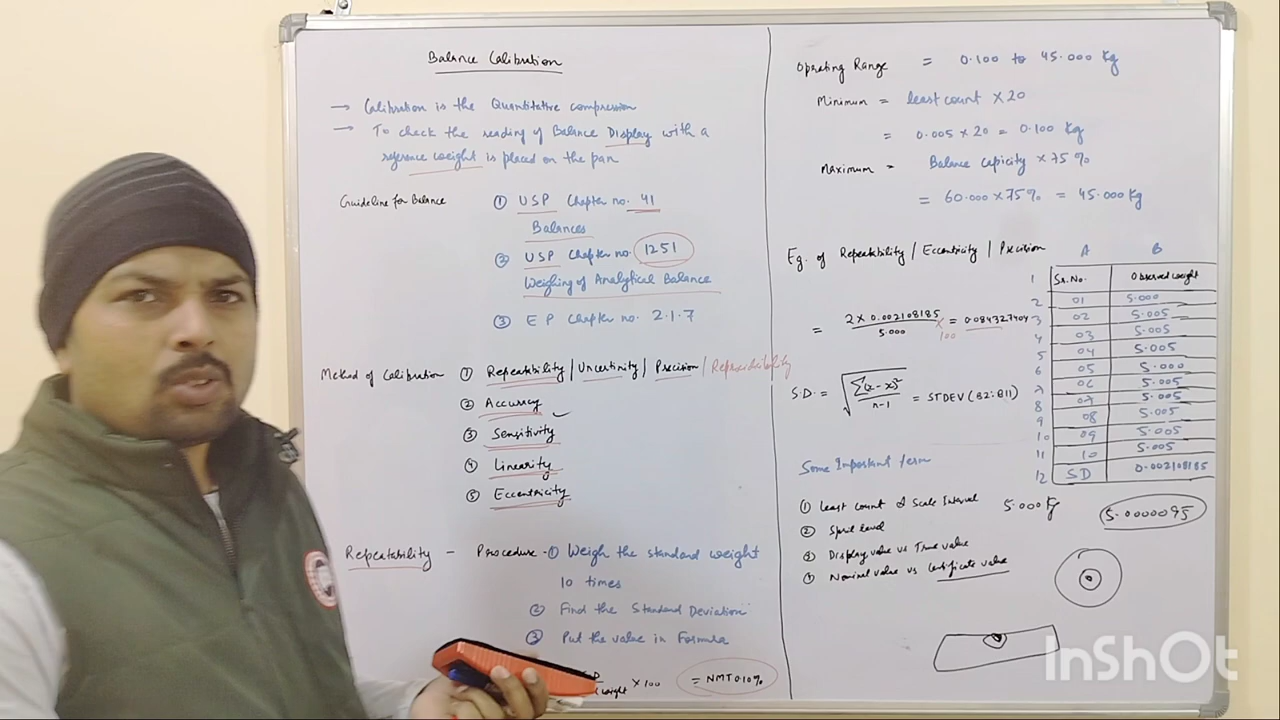 Balance Calibration
→ Calibration is the Quantitative compression
→ To check the reading of Balance Display with a
reference weight is placed on the pan
Guideline for Balance
① USP Chapter no. 41
Balances
② USP Chapter no. 1251
Weighing of Analytical Balance
③ EP Chapter no. 2.1.7
Method of Calibration ① Repeatability / Uncertinity / Precision / Reproducibility
② Accuracy
③ Sensitivity
④ Linearity
⑤ Eccentricity
Repeatability - Procedure - ① Weigh the standard weight
10 times
② Find the Standard Deviation
③ Put the value in Formula
weight × 100 = NMT 0.10%
Operating Range = 0.100 to 45.000 Kg
Minimum = least count × 20
= 0.005 × 20 = 0.100 Kg
Maximum = Balance capicity × 75%
= 60.000 × 75% = 45.000 Kg
Eg. of Repeatability / Eccentricity / Precision
= 2 × 0.002108185 / 5.000 × 100 = 0.084327404
S.D. = √∑(x-x)² / n-1 = STDEV (B2:B11)
A B
1 Sr.No. Observed weight
2 01 5.000
3 02 5.005
4 03 5.005
5 04 5.005
6 05 5.000
7 06 5.005
8 07 5.005
9 08 5.005
10 09 5.005
11 10 5.005
12 SD 0.002108185
Some Important term
① Least count & Scale Interval
② Sprit level
③ Display value vs True value
④ Nominal value vs Certificate value
5.000 Kg 5.0000095
InShot